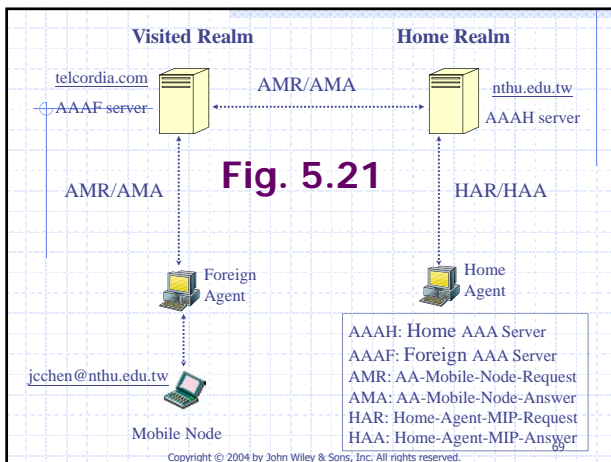 Visited Realm
Home Realm
telcordia.com
AAAF server
AMR/AMA
nthu.edu.tw
AAAH server
AMR/AMA
Fig. 5.21
HAR/HAA
Foreign
Agent
Home
Agent
jcchen@nthu.edu.tw
Mobile Node
AAAH: Home AAA Server
AAAF: Foreign AAA Server
AMR: AA-Mobile-Node-Request
AMA: AA-Mobile-Node-Answer
HAR: Home-Agent-MIP-Request
HAA: Home-Agent-MIP-Answer
69
Copyright © 2004 by John Wiley & Sons, Inc. All rights reserved.